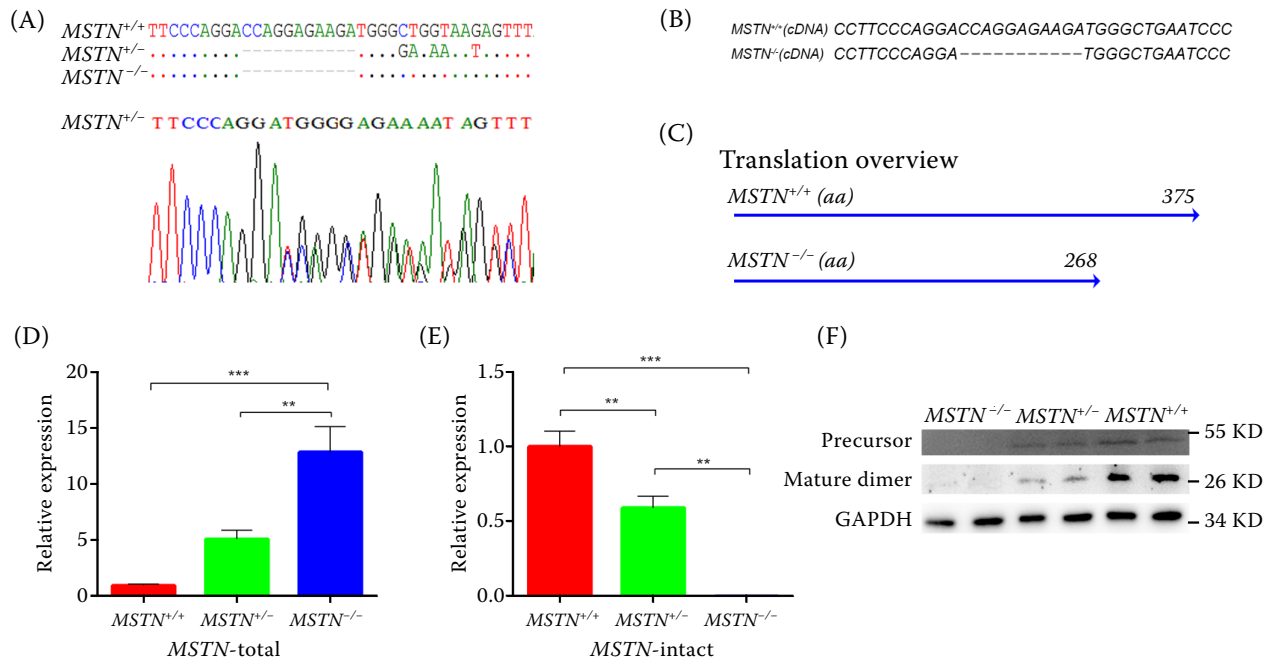 (A)
MSTN+/+ TTCCCAGGACCAGGAGAAGATGGGCTGGTAAGAGTTT
MSTN+/- .........-----------....GA.AA..T.....
MSTN−/− .........-----------.................
MSTN+/- TTCCCAGGATGGGGAGAAAATAGTTT
(B)
MSTN+/+(cDNA) CCTTCCCAGGACCAGGAGAAGATGGGCTGAATCCC
MSTN-/-(cDNA) CCTTCCCAGGA-----------TGGGCTGAATCCC
(C)
Translation overview
MSTN+/+ (aa) 375
MSTN−/− (aa) 268
(D)
Relative expression
20
15
10
5
0
***
**
MSTN+/+ MSTN+/− MSTN−/−
MSTN-total
(E)
Relative expression
1.5
1.0
0.5
0.0
***
**
**
MSTN+/+ MSTN+/− MSTN−/−
MSTN-intact
(F)
MSTN−/− MSTN+/− MSTN+/+
Precursor 55 KD
Mature dimer 26 KD
GAPDH 34 KD